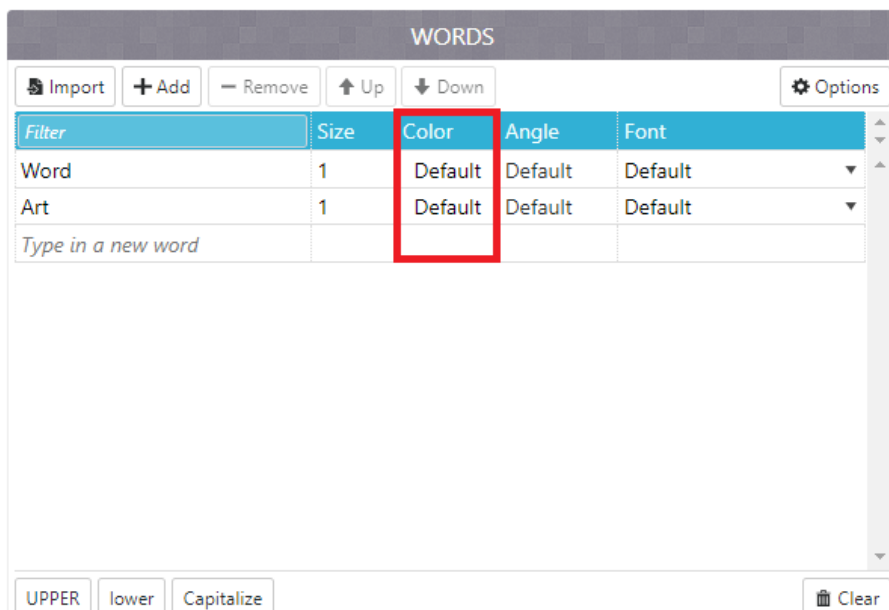 WORDS
Import Add Remove Up Down Options
Filter Size Color Angle Font
Word 1 Default Default Default
Art 1 Default Default Default
Type in a new word
UPPER lower Capitalize Clear